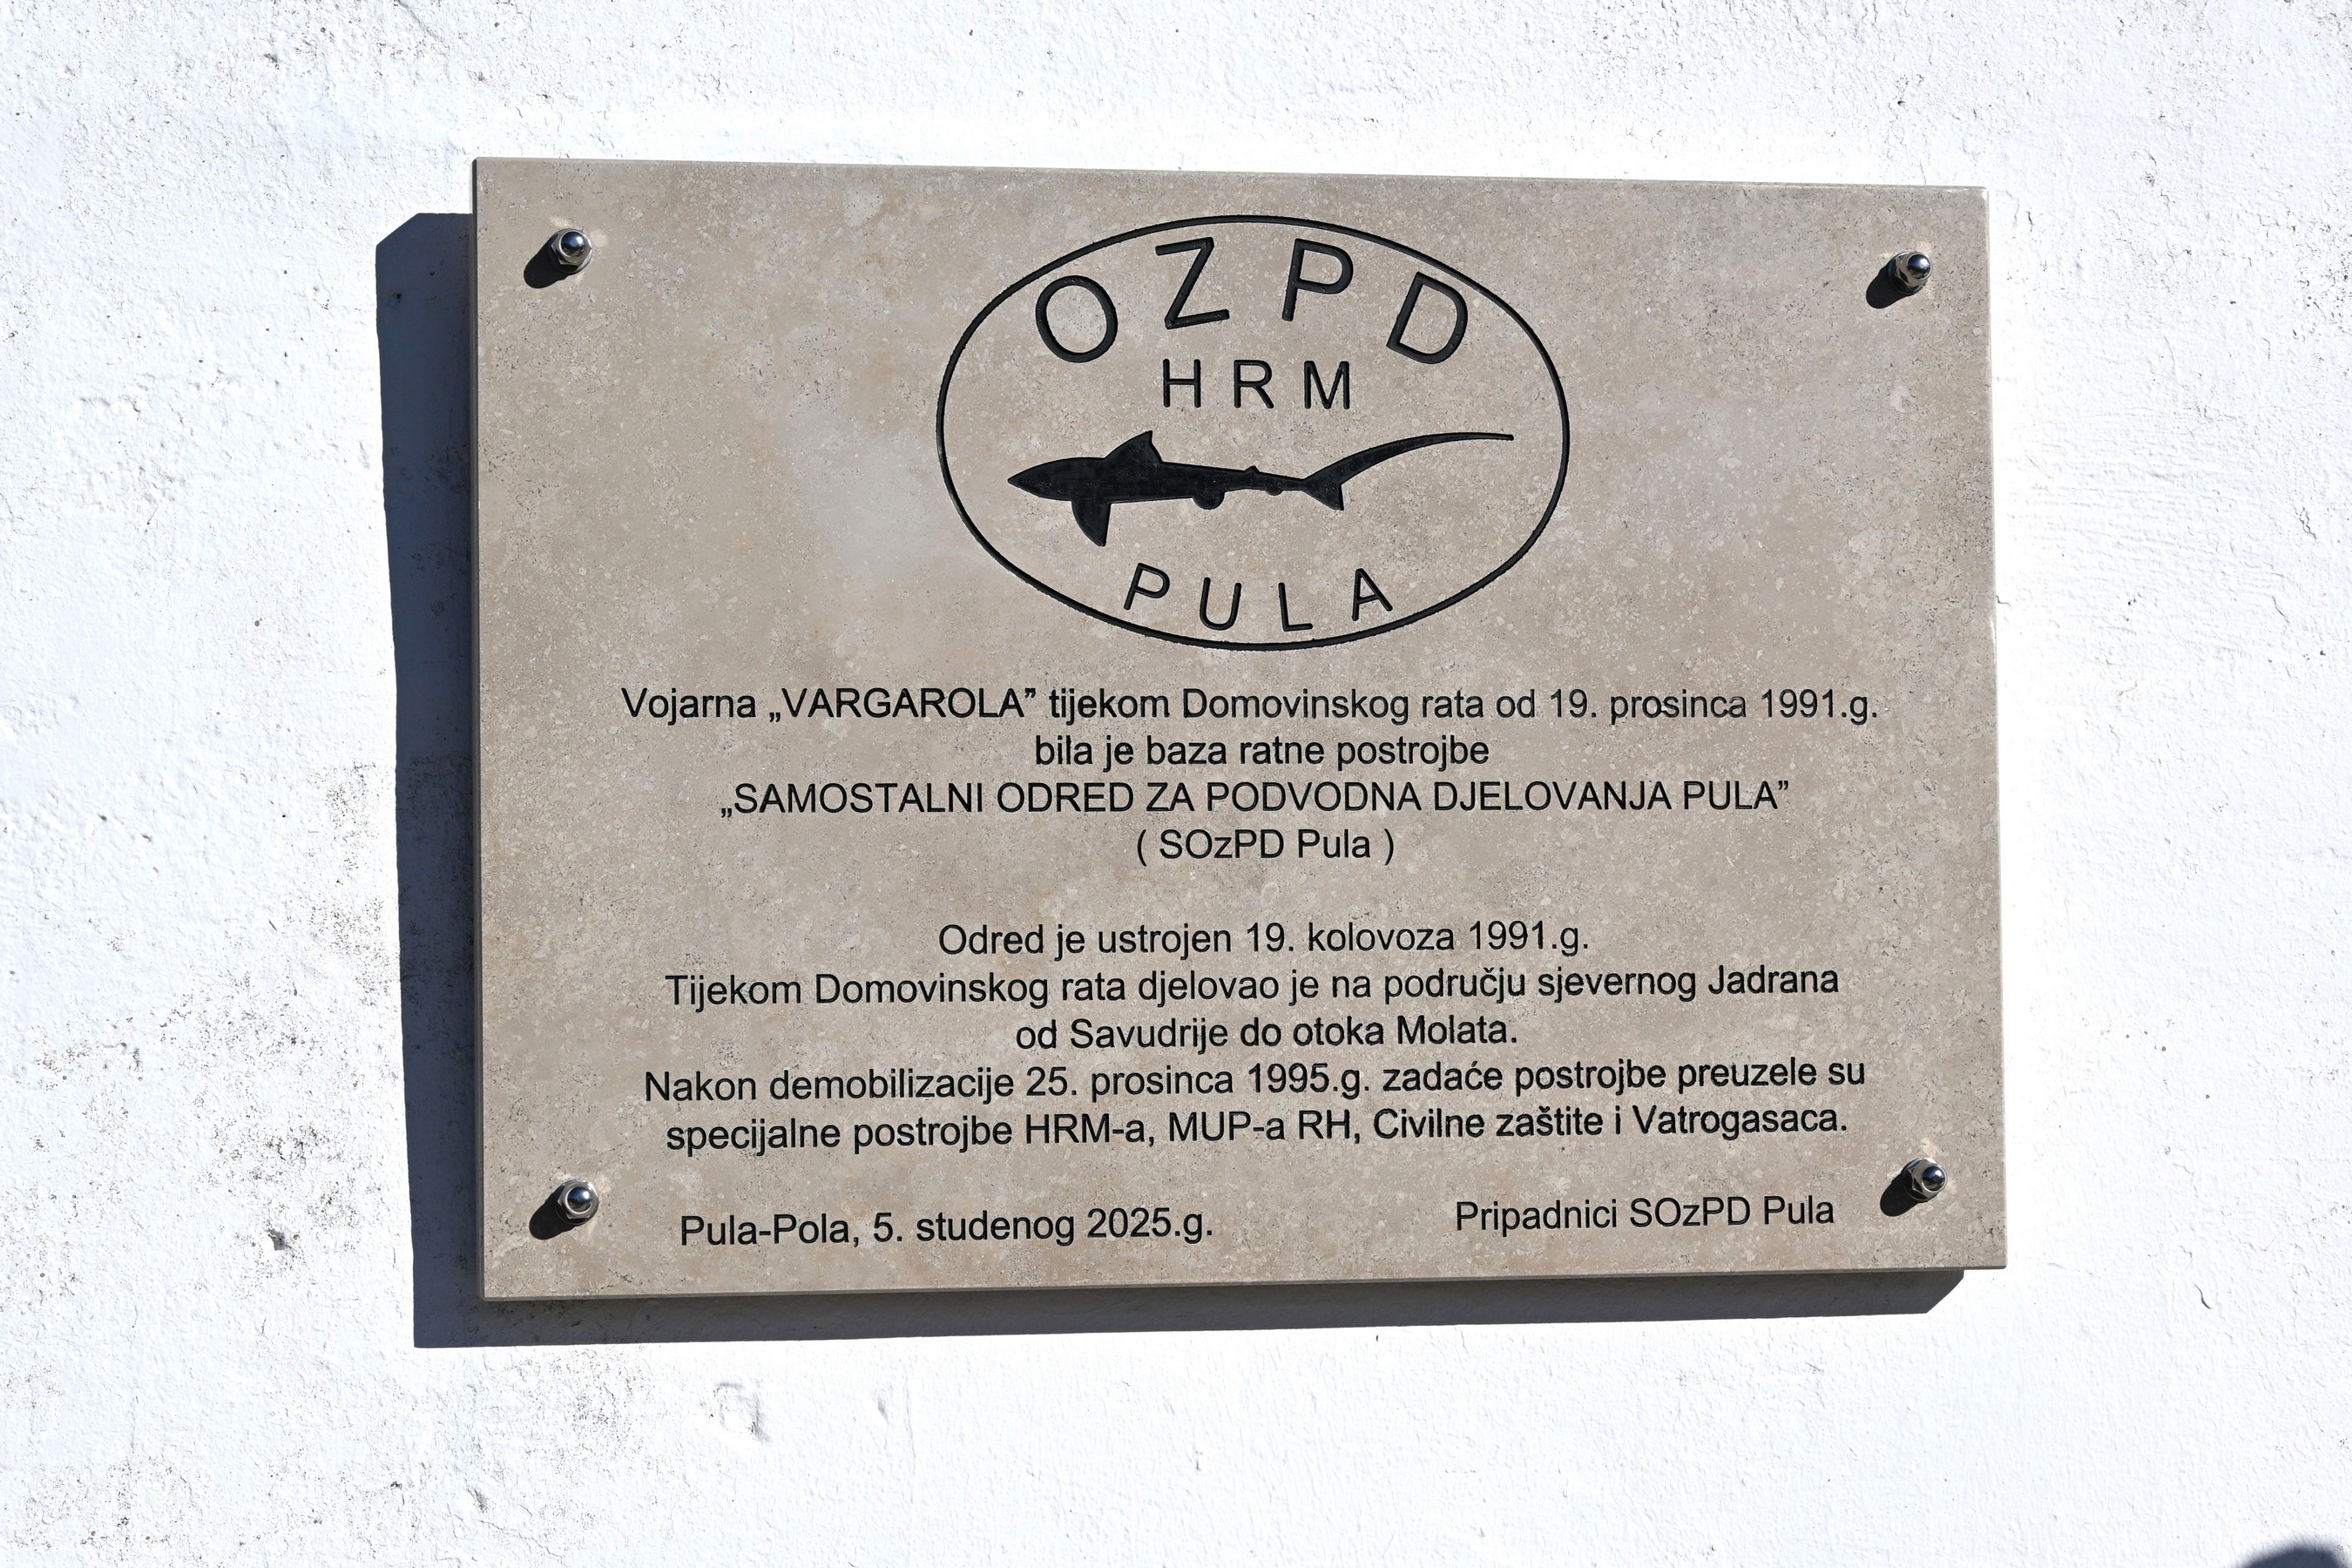 OZPD
HRM
PULA
Vojarna „VARGAROLA” tijekom Domovinskog rata od 19. prosinca 1991.g.
bila je baza ratne postrojbe
„SAMOSTALNI ODRED ZA PODVODNA DJELOVANJA PULA”
( SOzPD Pula )
Odred je ustrojen 19. kolovoza 1991.g.
Tijekom Domovinskog rata djelovao je na području sjevernog Jadrana
od Savudrije do otoka Molata.
Nakon demobilizacije 25. prosinca 1995.g. zadaće postrojbe preuzele su
specijalne postrojbe HRM-a, MUP-a RH, Civilne zaštite i Vatrogasaca.
Pula-Pola, 5. studenog 2025.g.
Pripadnici SOzPD Pula